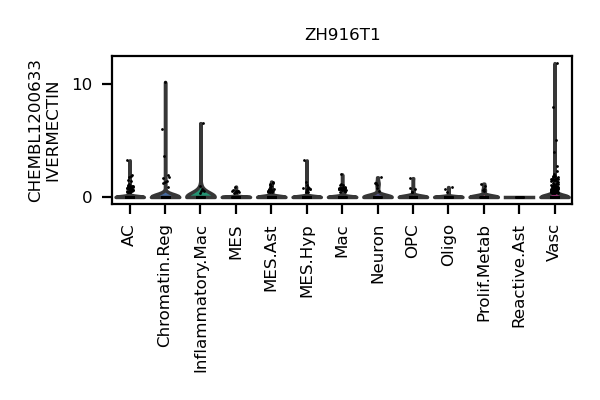 ZH916T1
CHEMBL1200633
IVERMECTIN
10
0
AC
Chromatin.Reg
Inflammatory.Mac
MES
MES.Ast
MES.Hyp
Mac
Neuron
OPC
Oligo
Prolif.Metab
Reactive.Ast
Vasc